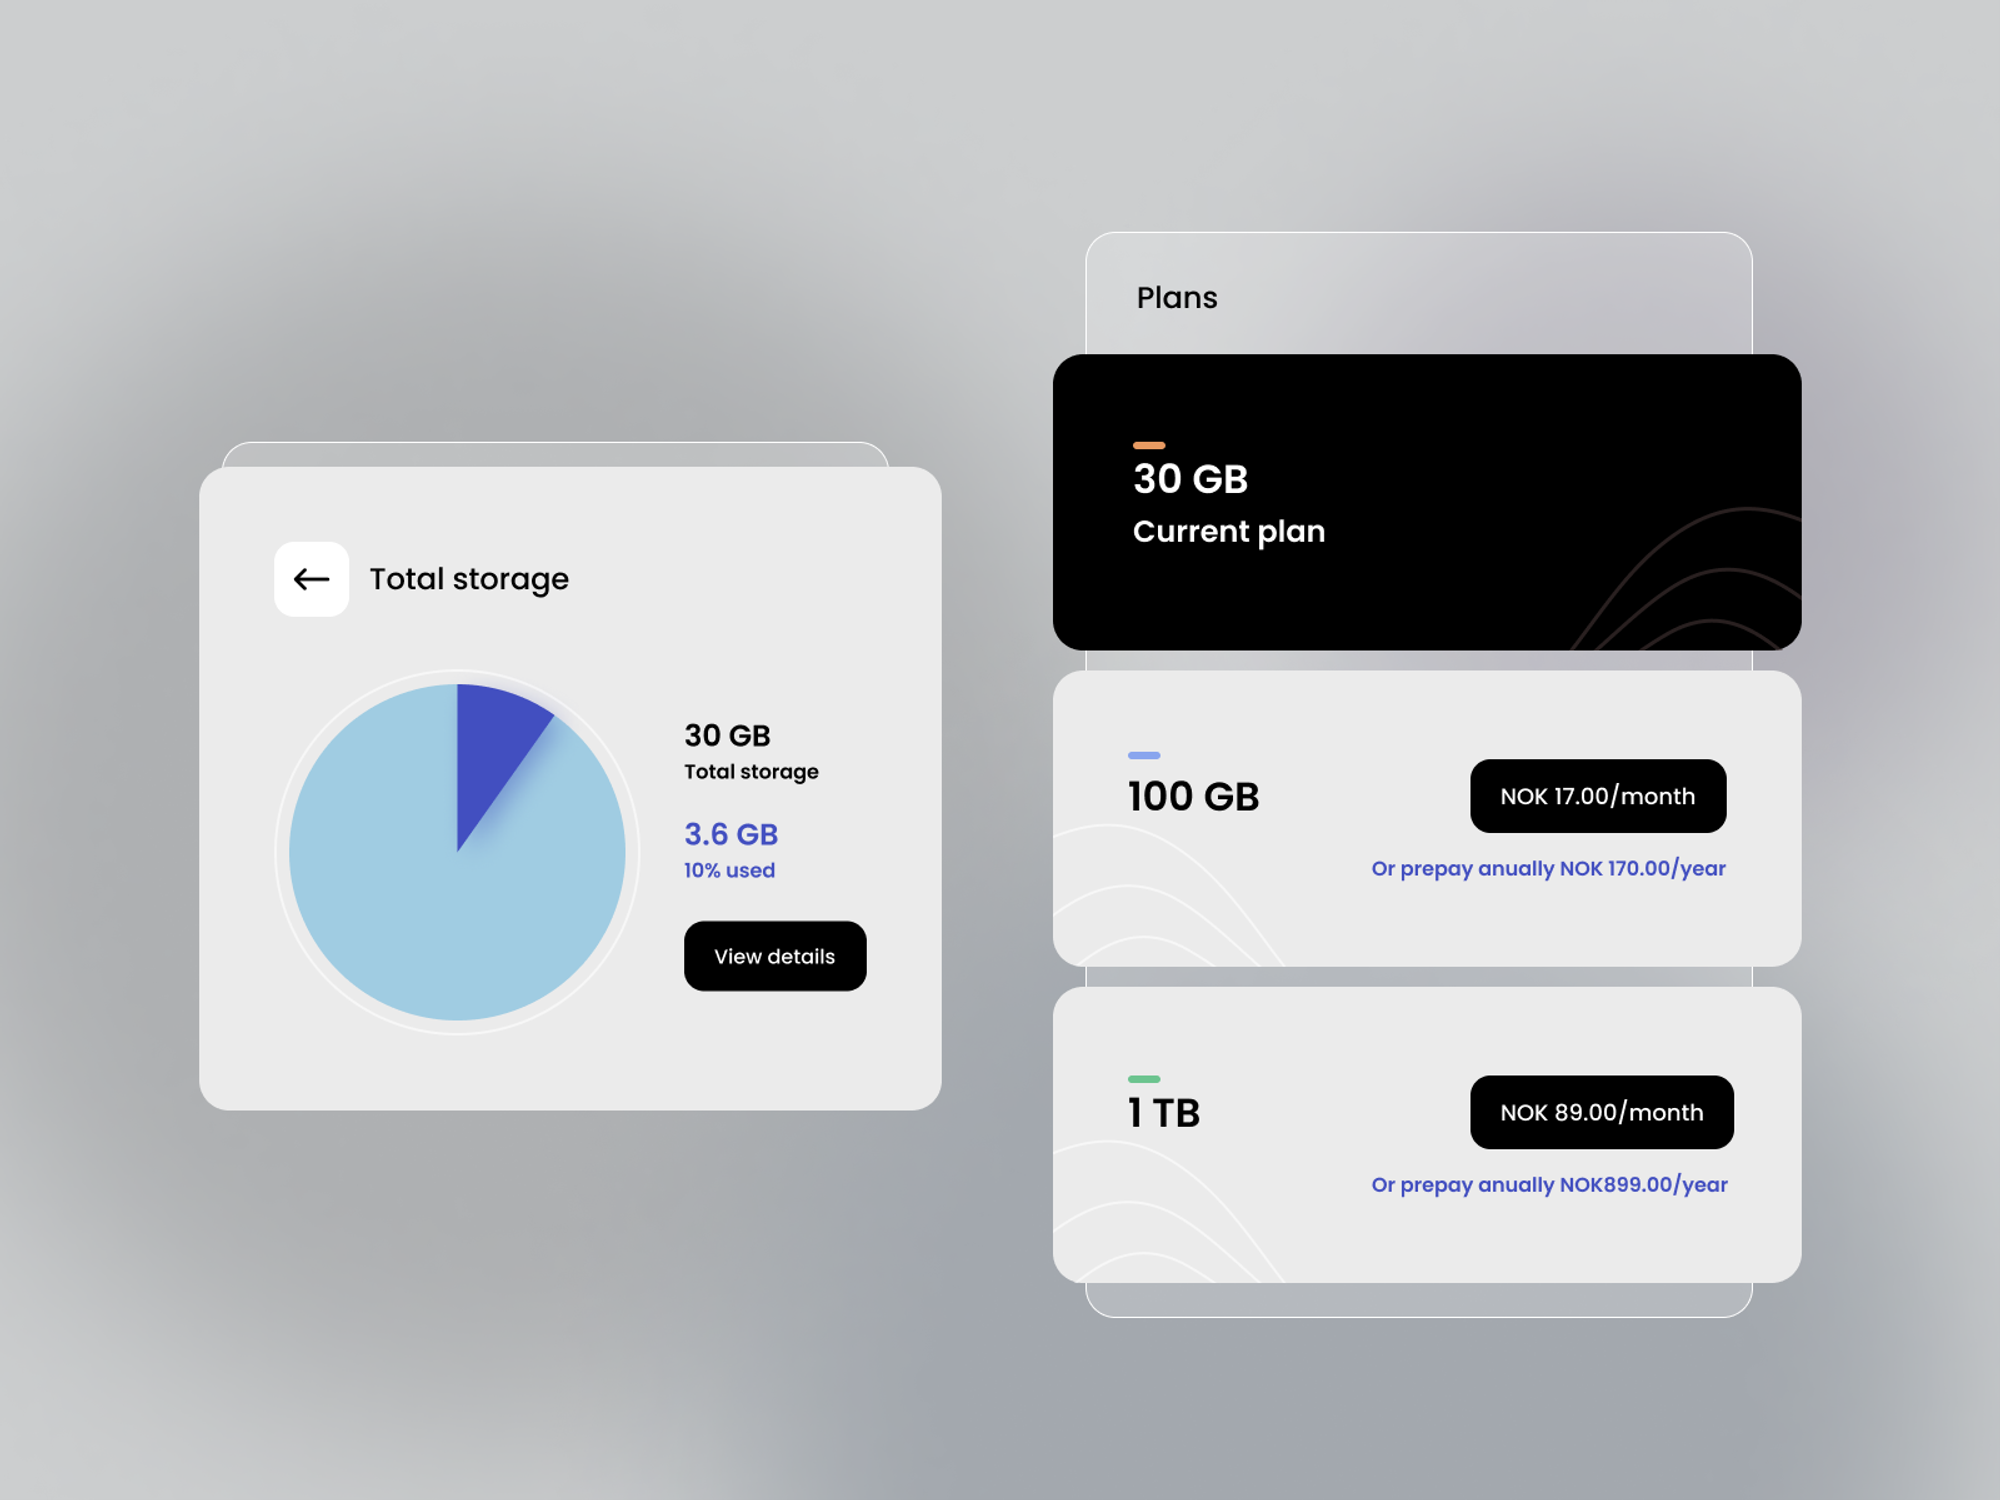 Total storage
30 GB
Total storage
3.6 GB
10% used
View details
Plans
30 GB
Current plan
100 GB
NOK 17.00/month
Or prepay anually NOK 170.00/year
1 TB
NOK 89.00/month
Or prepay anually NOK899.00/year